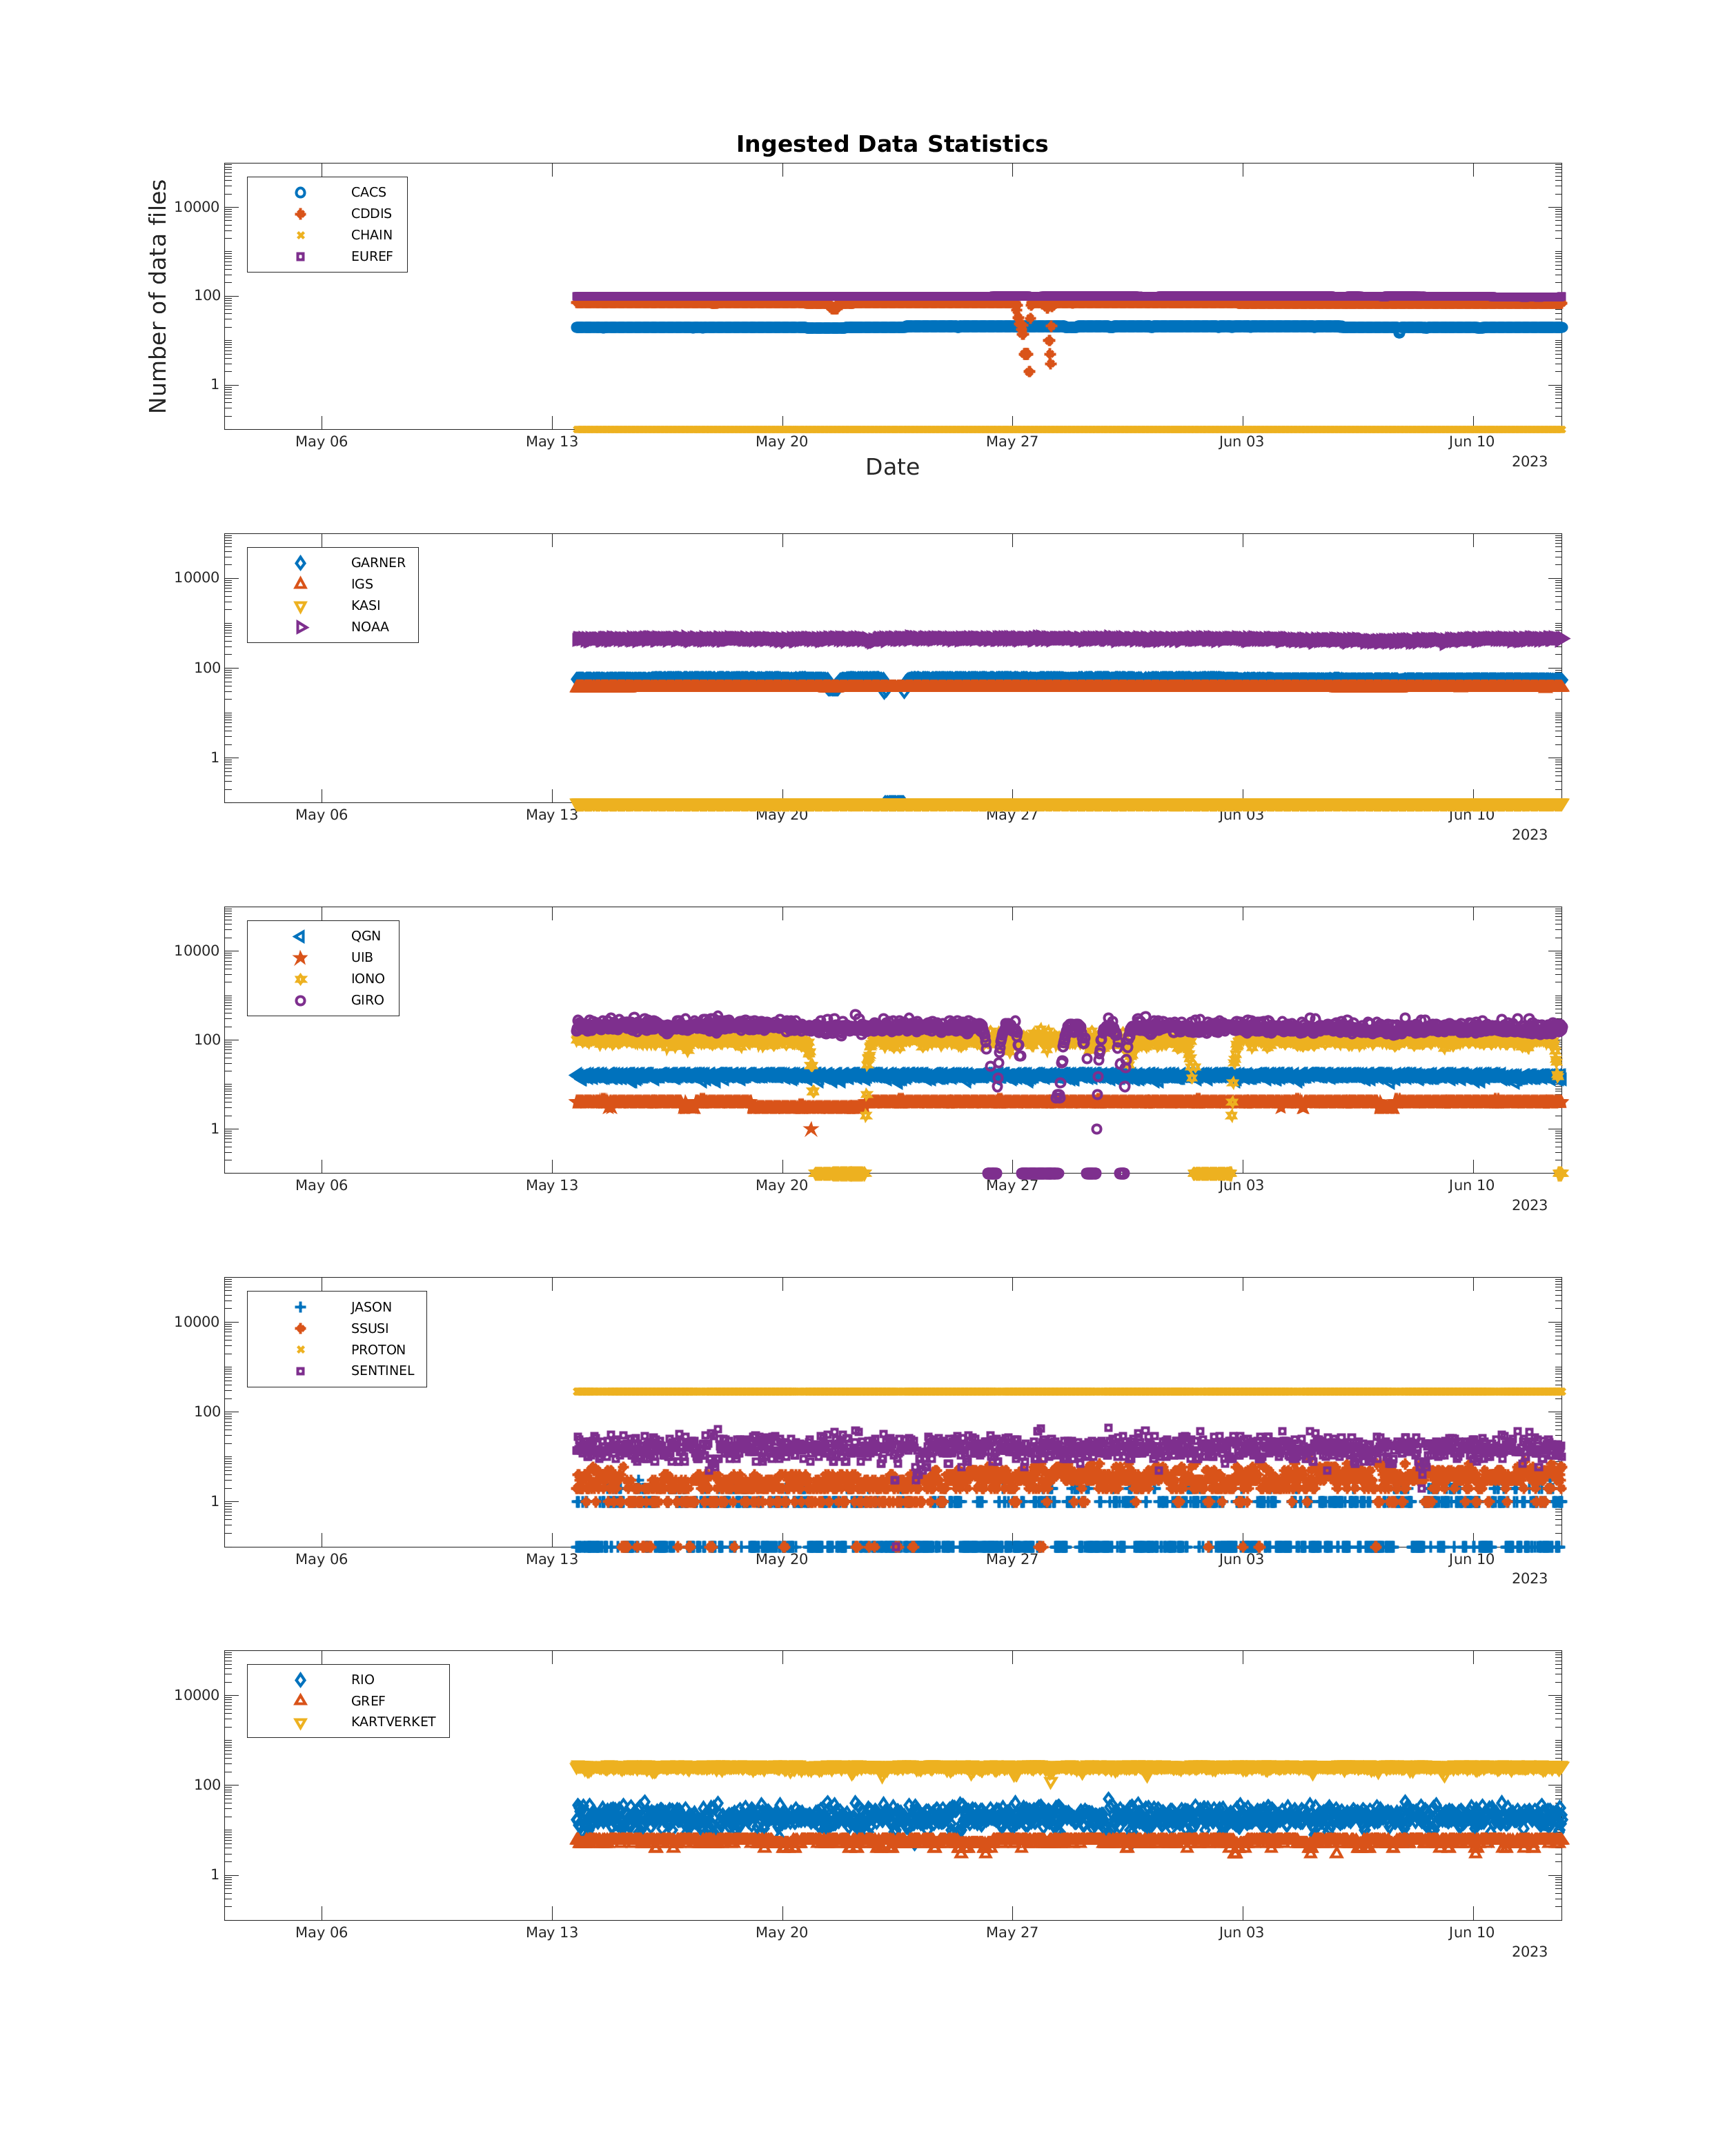 Ingested Data Statistics
Number of data files
CACS
CDDIS
CHAIN
EUREF
10000
100
1
May 06 May 13 May 20 May 27 Jun 03 Jun 10
2023
Date
GARNER
IGS
KASI
NOAA
10000
100
1
May 06 May 13 May 20 May 27 Jun 03 Jun 10
2023
QGN
UIB
IONO
GIRO
10000
100
1
May 06 May 13 May 20 May 27 Jun 03 Jun 10
2023
JASON
SSUSI
PROTON
SENTINEL
10000
100
1
May 06 May 13 May 20 May 27 Jun 03 Jun 10
2023
RIO
GREF
KARTVERKET
10000
100
1
May 06 May 13 May 20 May 27 Jun 03 Jun 10
2023